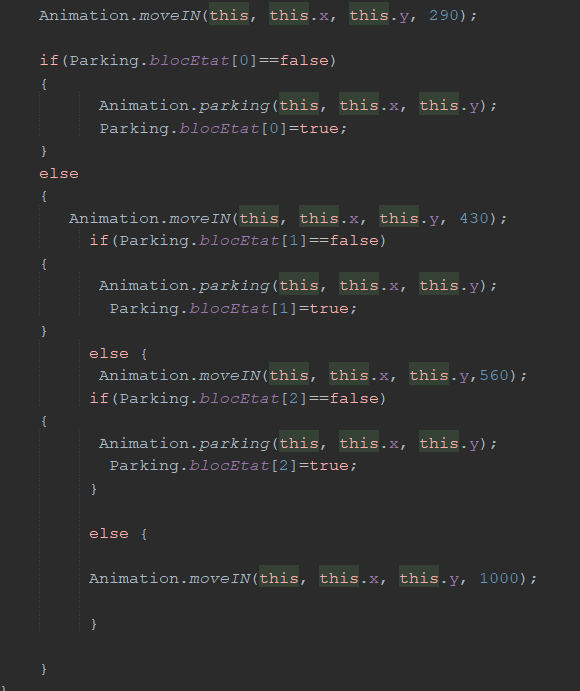 Animation.moveIN(this, this.x, this.y, 290);
if(Parking.blocEtat[0]==false)
{
Animation.parking(this, this.x, this.y);
Parking.blocEtat[0]=true;
}
else
{
Animation.moveIN(this, this.x, this.y, 430);
if(Parking.blocEtat[1]==false)
{
Animation.parking(this, this.x, this.y);
Parking.blocEtat[1]=true;
}
else {
Animation.moveIN(this, this.x, this.y,560);
if(Parking.blocEtat[2]==false)
{
Animation.parking(this, this.x, this.y);
Parking.blocEtat[2]=true;
}
else {
Animation.moveIN(this, this.x, this.y, 1000);
}
}
}